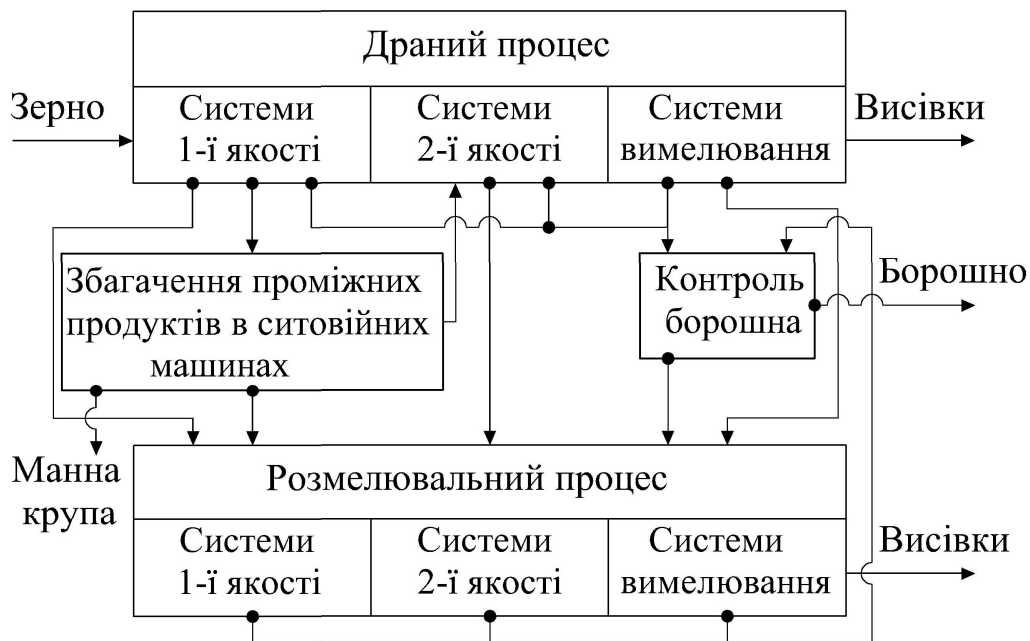 Драний процес
Зерно
Системи
1-ї якості
Системи
2-ї якості
Системи
вимелювання
Висівки
Збагачення проміжних
продуктів в ситовійних
машинах
Контроль
борошна
Борошно
Манна
крупа
Розмелювальний процес
Системи
1-ї якості
Системи
2-ї якості
Системи
вимелювання
Висівки